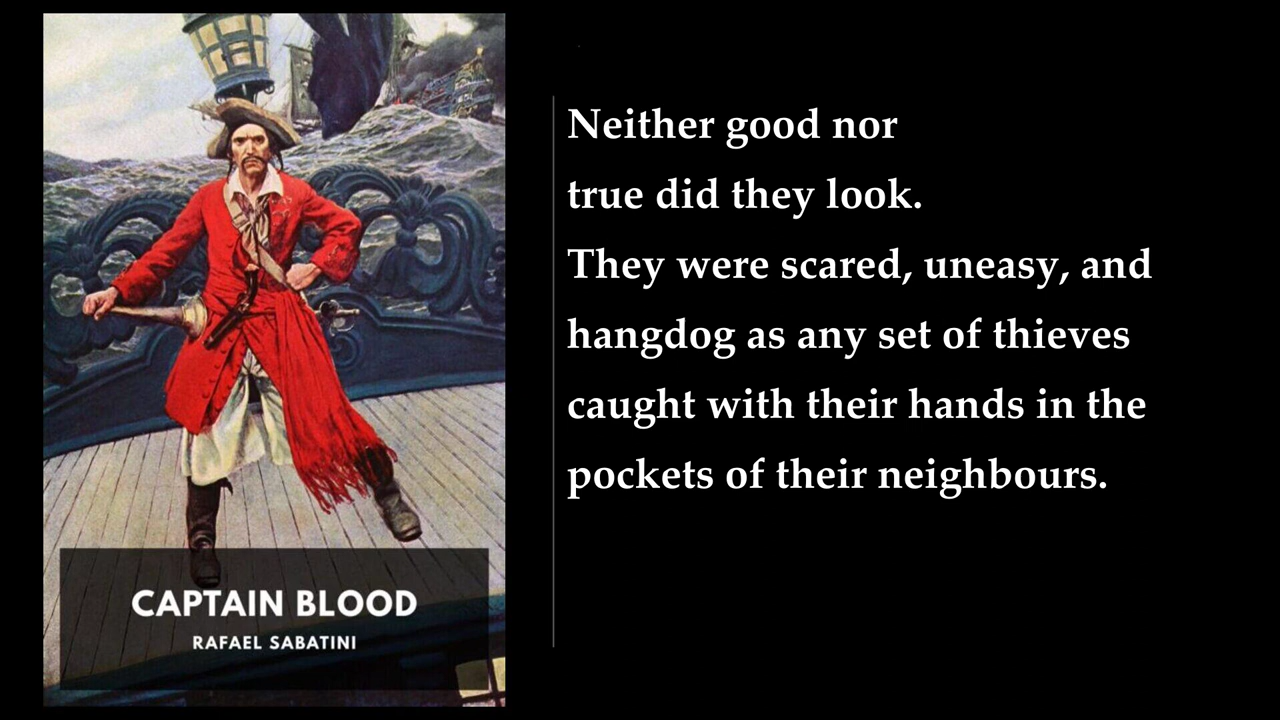 CAPTAIN BLOOD
RAFAEL SABATINI
Neither good nor
true did they look.
They were scared, uneasy, and
hangdog as any set of thieves
caught with their hands in the
pockets of their neighbours.